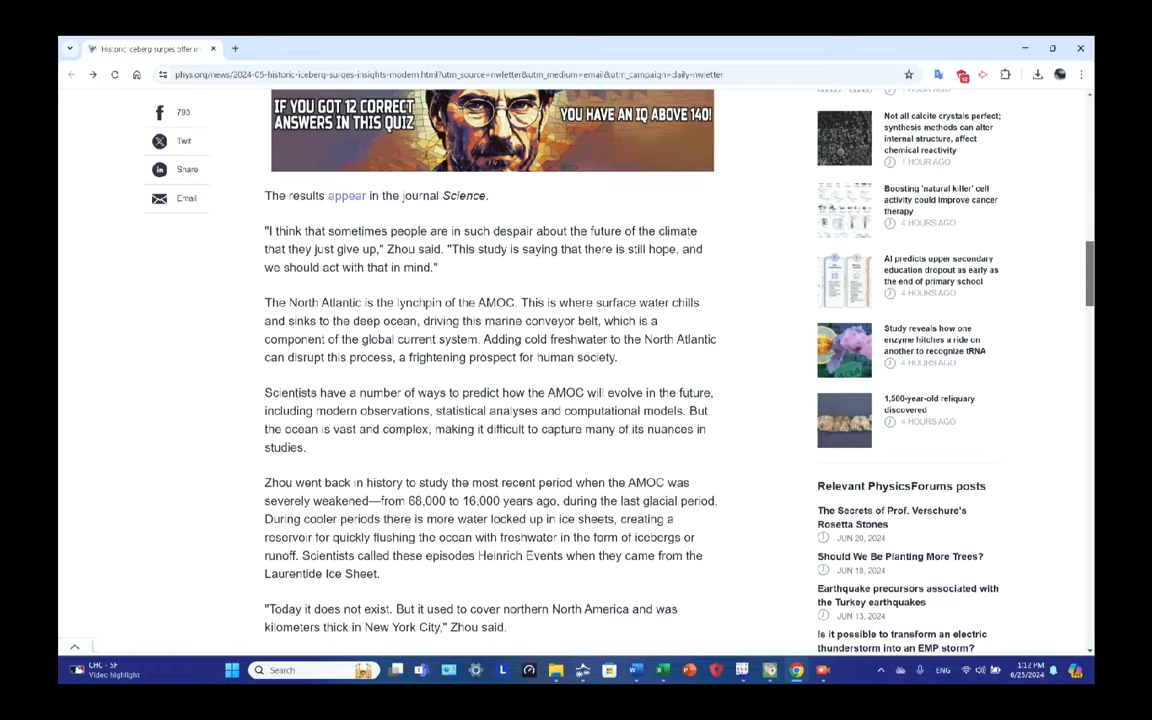 Historic iceberg surges offer in
phys.org/news/2024-05-historic-iceberg-surges-insights-modern.html?utm_source=nwletter&utm_medium=email&utm_campaign=daily-nwletter
12
793
Twit
Share
Email
IF YOU GOT 12 CORRECT
ANSWERS IN THIS QUIZ
YOU HAVE AN IQ ABOVE 140!
The results appear in the journal Science.
"I think that sometimes people are in such despair about the future of the climate
that they just give up," Zhou said. "This study is saying that there is still hope, and
we should act with that in mind."
The North Atlantic is the lynchpin of the AMOC. This is where surface water chills
and sinks to the deep ocean, driving this marine conveyor belt, which is a
component of the global current system. Adding cold freshwater to the North Atlantic
can disrupt this process, a frightening prospect for human society.
Scientists have a number of ways to predict how the AMOC will evolve in the future,
including modern observations, statistical analyses and computational models. But
the ocean is vast and complex, making it difficult to capture many of its nuances in
studies.
Zhou went back in history to study the most recent period when the AMOC was
severely weakened—from 68,000 to 16,000 years ago, during the last glacial period.
During cooler periods there is more water locked up in ice sheets, creating a
reservoir for quickly flushing the ocean with freshwater in the form of icebergs or
runoff. Scientists called these episodes Heinrich Events when they came from the
Laurentide Ice Sheet.
"Today it does not exist. But it used to cover northern North America and was
kilometers thick in New York City," Zhou said.
1 HOUR AGO
Not all calcite crystals perfect;
synthesis methods can alter
internal structure, affect
chemical reactivity
1 HOUR AGO
Boosting 'natural killer' cell
activity could improve cancer
therapy
4 HOURS AGO
AI predicts upper secondary
education dropout as early as
the end of primary school
4 HOURS AGO
Study reveals how one
enzyme hitches a ride on
another to recognize tRNA
4 HOURS AGO
1,500-year-old reliquary
discovered
4 HOURS AGO
Relevant PhysicsForums posts
The Secrets of Prof. Verschure's
Rosetta Stones
JUN 20, 2024
Should We Be Planting More Trees?
JUN 18, 2024
Earthquake precursors associated with
the Turkey earthquakes
JUN 13, 2024
Is it possible to transform an electric
thunderstorm into an EMP storm?
CHC - SF
Video highlight
Search
ENG
1:12 PM
6/25/2024